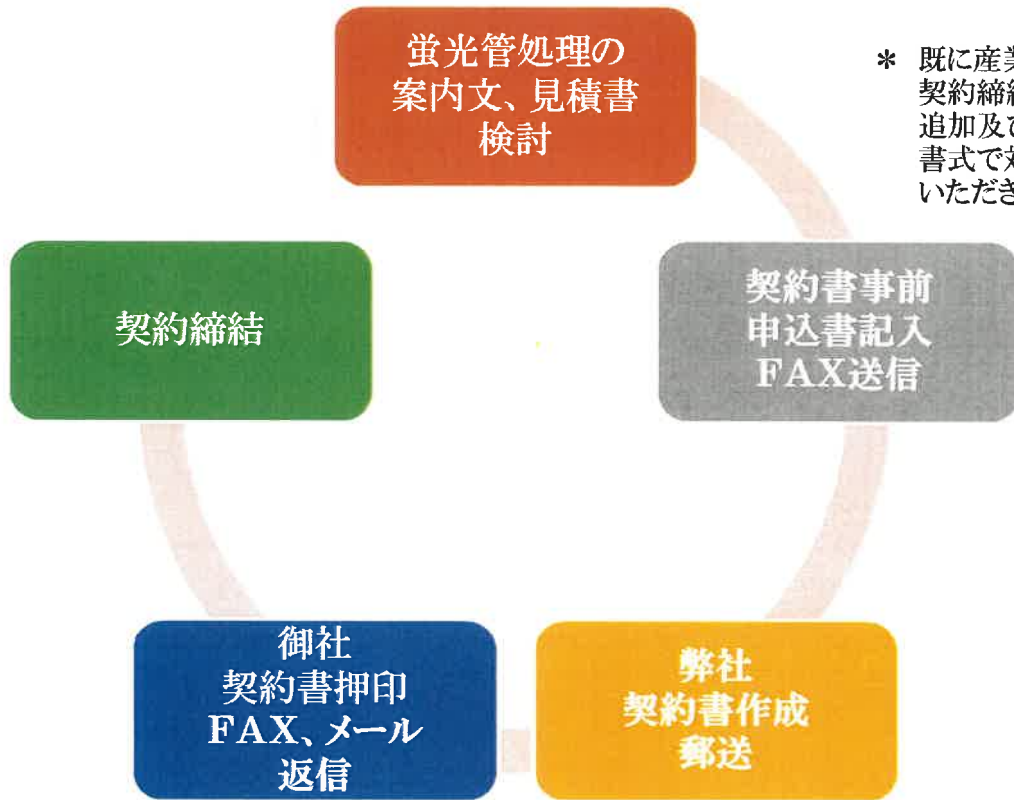 蛍光管処理の
案内文、見積書
検討
* 既に産業
契約締
追加及
書式で
いただき
契約書事前
申込書記入
FAX送信
弊社
契約書作成
郵送
御社
契約書押印
FAX、メール
返信
契約締結